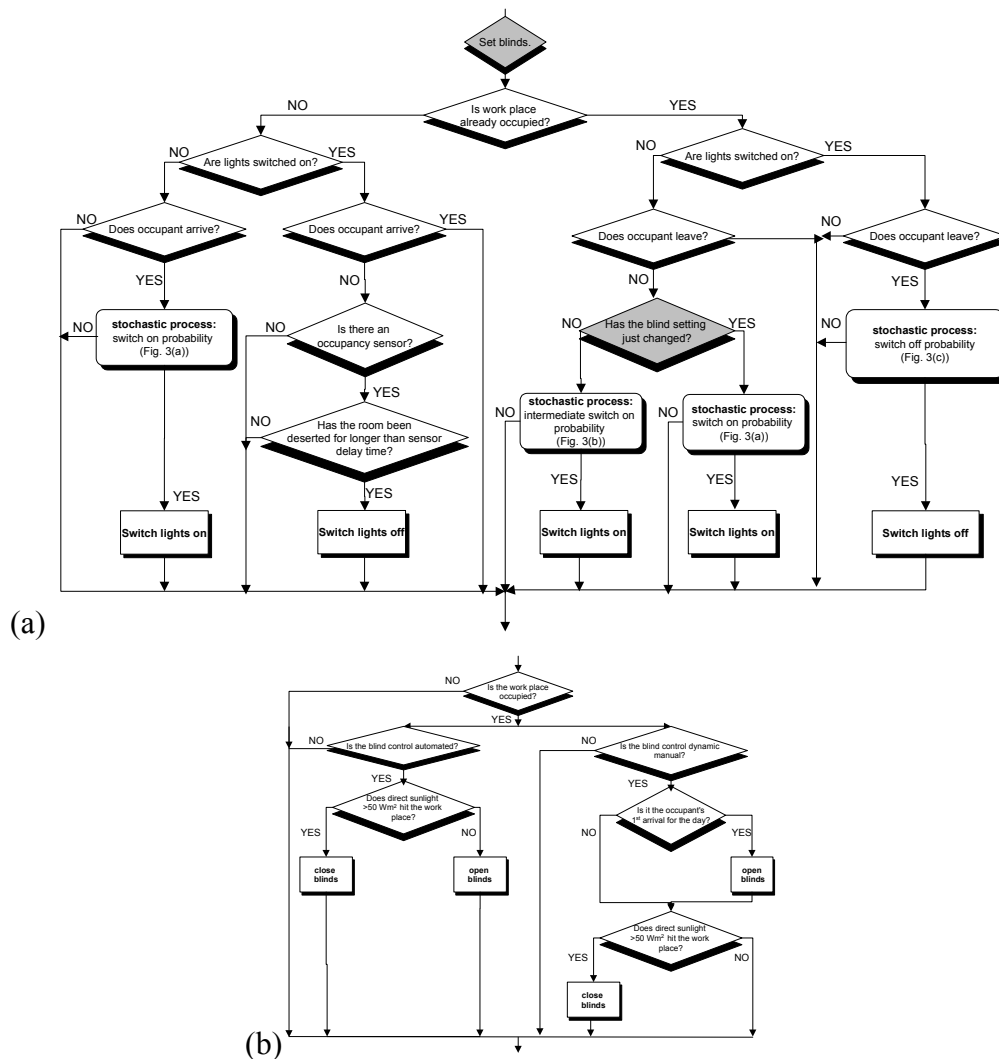 Set blinds.
NO
Is work place
already occupied?
YES
NO
Are lights switched on?
YES
NO
Are lights switched on?
YES
NO
Does occupant arrive?
Does occupant arrive?
YES
Does occupant leave?
NO
Does occupant leave?
YES
NO
NO
YES
NO
stochastic process:
switch on probability
(Fig. 3(a))
NO
Is there an
occupancy sensor?
NO
Has the blind setting
just changed?
YES
NO
stochastic process:
switch off probability
(Fig. 3(c))
YES
NO
Has the room been
deserted for longer than sensor
delay time?
NO
stochastic process:
intermediate switch on
probability
(Fig. 3(b))
NO
stochastic process:
switch on probability
(Fig. 3(a))
YES
YES
YES
YES
YES
Switch lights on
Switch lights off
Switch lights on
Switch lights on
Switch lights off
(a)
NO
Is the work place
occupied?
YES
NO
Is the blind control automated?
NO
Is the blind control dynamic
manual?
YES
YES
Does direct sunlight
>50 Wm² hit the work
place?
Is it the occupant's
1st arrival for the day?
YES
NO
NO
YES
close
blinds
open
blinds
open
blinds
Does direct sunlight
>50 Wm² hit the work
place?
YES
NO
close
blinds
(b)